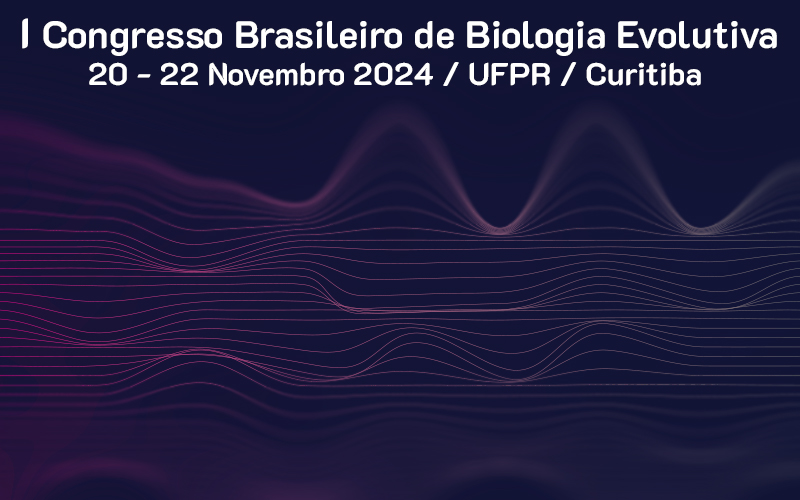 I Congresso Brasileiro de Biologia Evolutiva
20 - 22 Novembro 2024 / UFPR / Curitiba